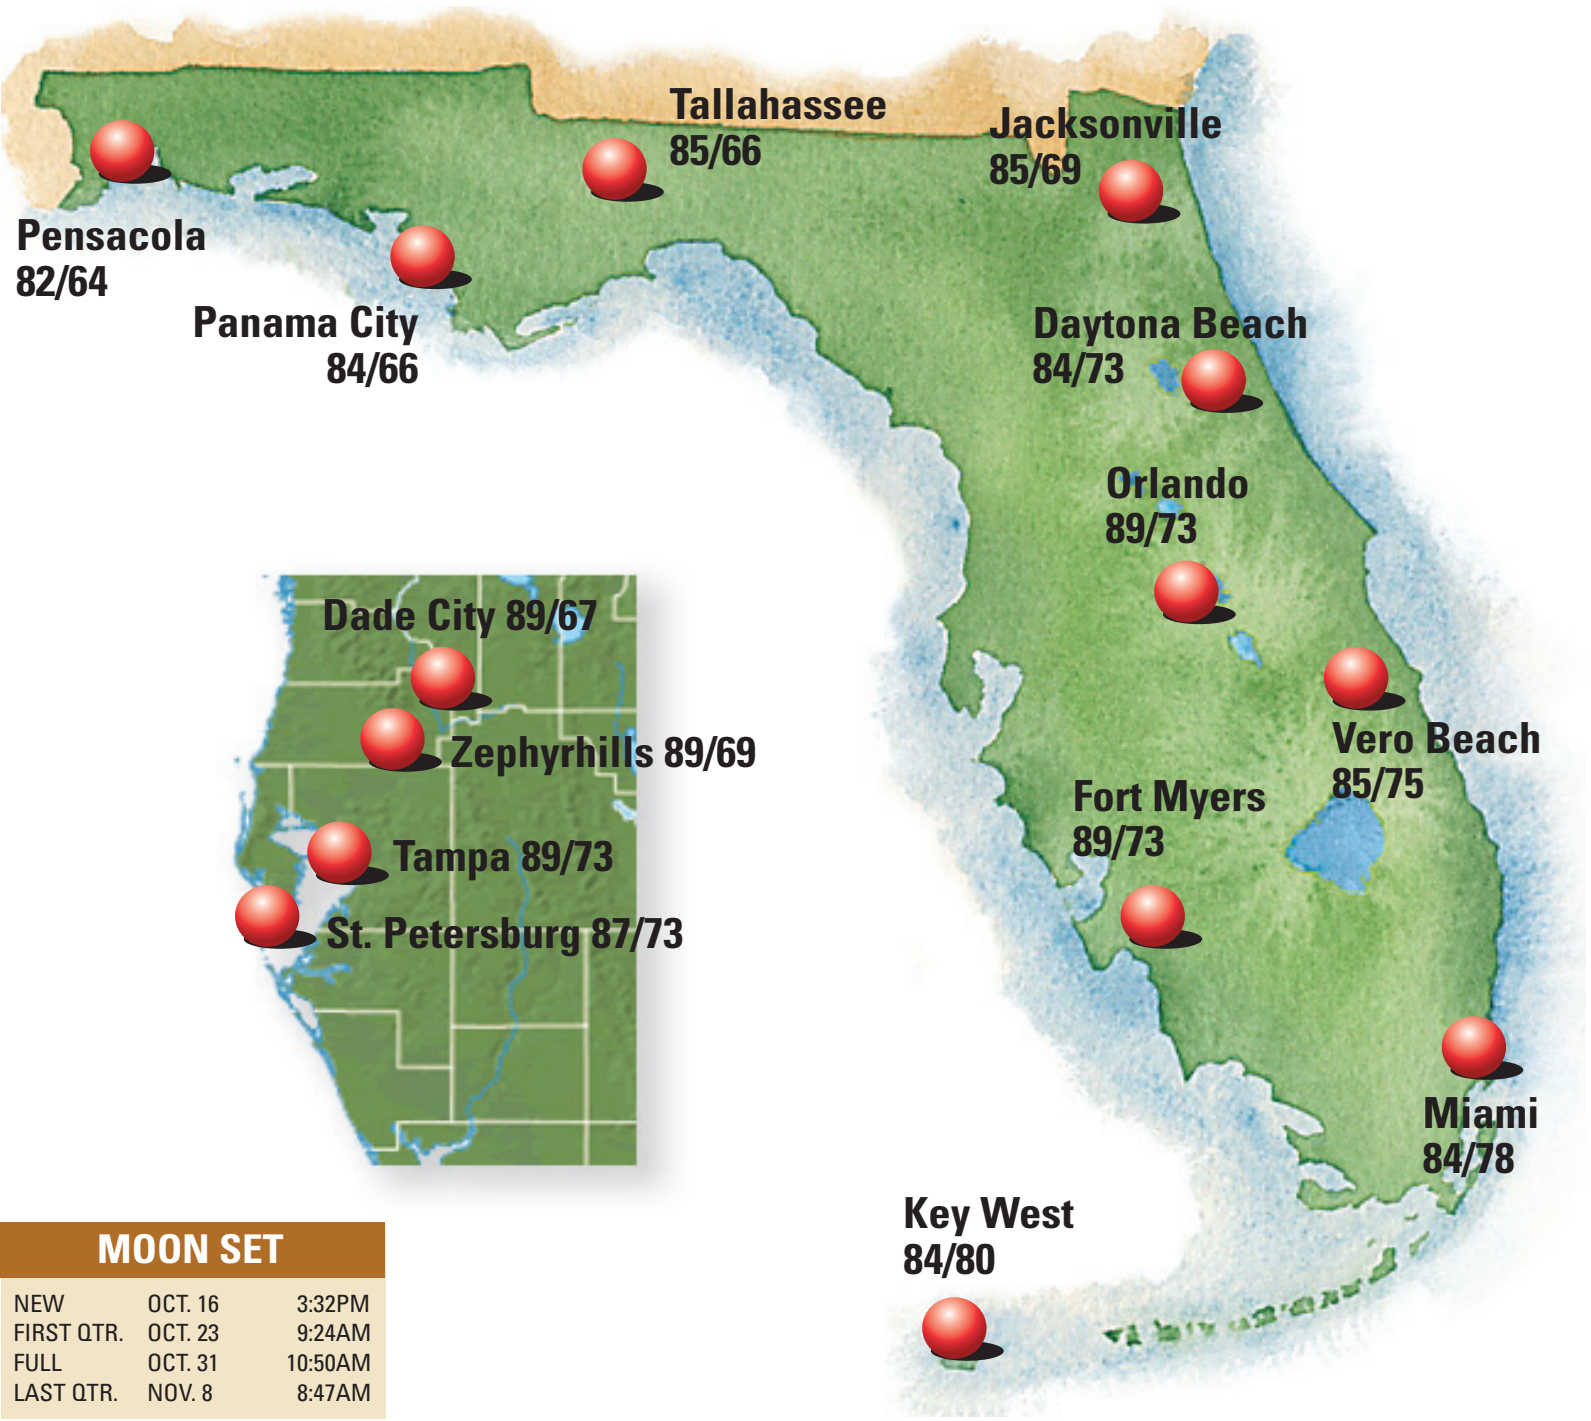 Tallahassee
85/66
Jacksonville
85/69
Pensacola
82/64
Panama City
84/66
Daytona Beach
84/73
Orlando
89/73
Dade City 89/67
Zephyrhills 89/69
Vero Beach
85/75
Fort Myers
89/73
Tampa 89/73
St. Petersburg 87/73
Miami
84/78
Key West
84/80
MOON SET
NEW OCT. 16 3:32PM
FIRST QTR. OCT. 23 9:24AM
FULL OCT. 31 10:50AM
LAST QTR. NOV. 8 8:47AM